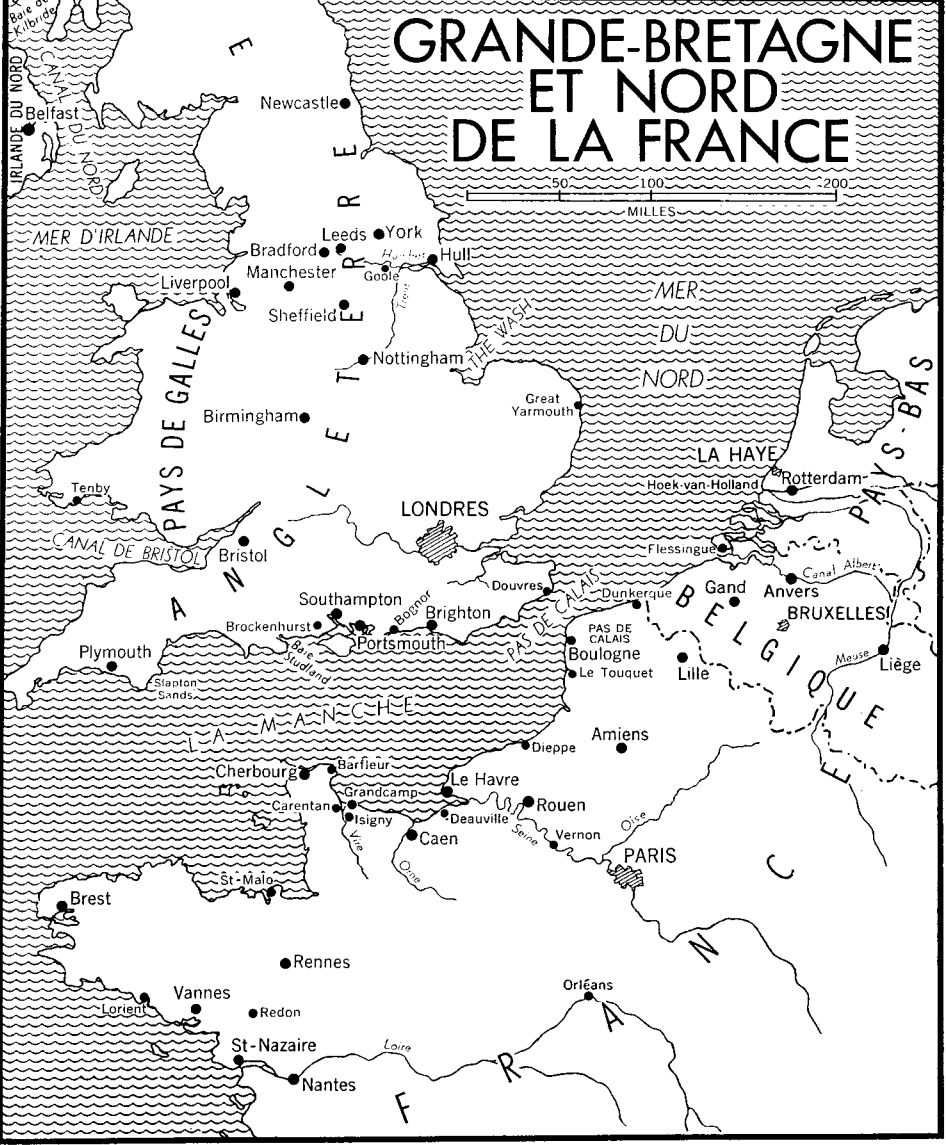 GRANDE-BRETAGNE
ET NORD
DE LA FRANCE
50 100 200
MILLES
Baie de
Kilbride
CANAL DU NORD
IRLANDE DU NORD
Belfast
Newcastle
MER D'IRLANDE
Leeds
York
Bradford
Humber
Hull
Manchester
Goole
Liverpool
Trent
Sheffield
MER
DU
NORD
THE WASH
Nottingham
PAYS DE GALLES
Birmingham
Great
Yarmouth
ANGLETERRE
PAYS-BAS
LA HAYE
Hoek-van-Holland
Rotterdam
Tenby
LONDRES
CANAL DE BRISTOL
Bristol
Flessingue
Canal Albert
Douvres
PAS DE CALAIS
Dunkerque
Gand
Anvers
BRUXELLES
BELGIQUE
Southampton
Bognor
Brighton
Brockenhurst
Portsmouth
Baie
Studland
PAS DE
CALAIS
Boulogne
Le Touquet
Lille
Meuse
Liège
Plymouth
Slapton
Sands
LA MANCHE
Dieppe
Amiens
Cherbourg
Barfleur
Le Havre
Grandcamp
Carentan
Isigny
Deauville
Rouen
Caen
Seine
Vernon
Oise
Vire
Orne
PARIS
St-Malo
Brest
Rennes
Orléans
Lorient
Vannes
Redon
St-Nazaire
Loire
Nantes
FRANCE